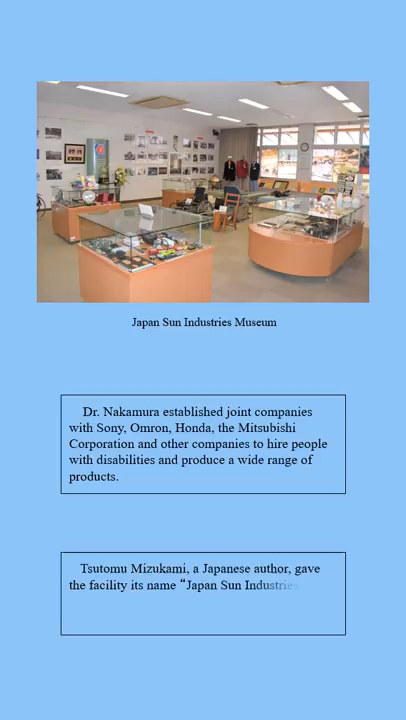 Japan Sun Industries Museum
Dr. Nakamura established joint companies
with Sony, Omron, Honda, the Mitsubishi
Corporation and other companies to hire people
with disabilities and produce a wide range of
products.
Tsutomu Mizukami, a Japanese author, gave
the facility its name “Japan Sun Industries